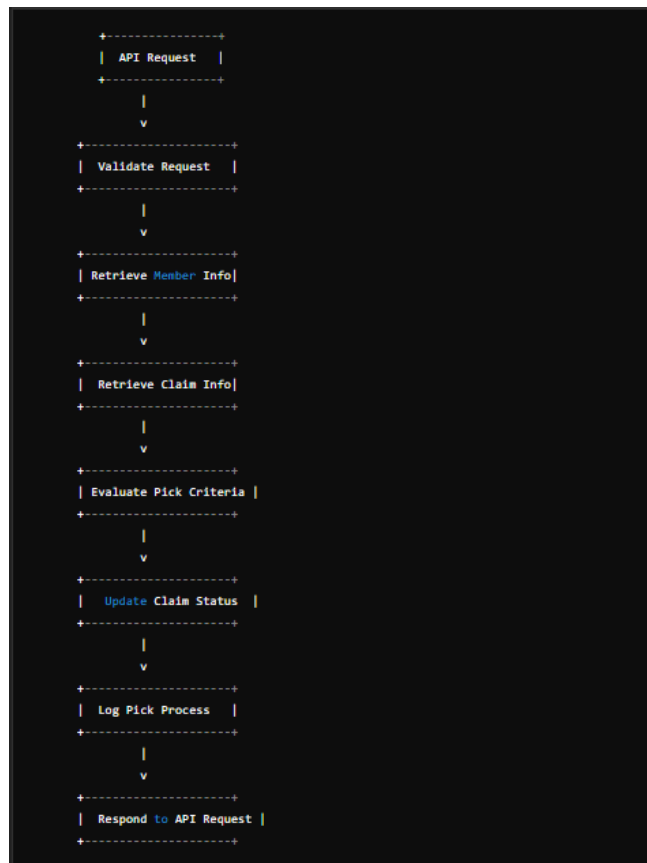 +----------------+
|  API Request   |
+----------------+
|
v
+---------------------+
|  Validate Request   |
+---------------------+
|
v
+---------------------+
| Retrieve Member Info|
+---------------------+
|
v
+---------------------+
|  Retrieve Claim Info|
+---------------------+
|
v
+---------------------+
| Evaluate Pick Criteria |
+---------------------+
|
v
+---------------------+
|   Update Claim Status  |
+---------------------+
|
v
+---------------------+
|  Log Pick Process   |
+---------------------+
|
v
+---------------------+
|  Respond to API Request |
+---------------------+